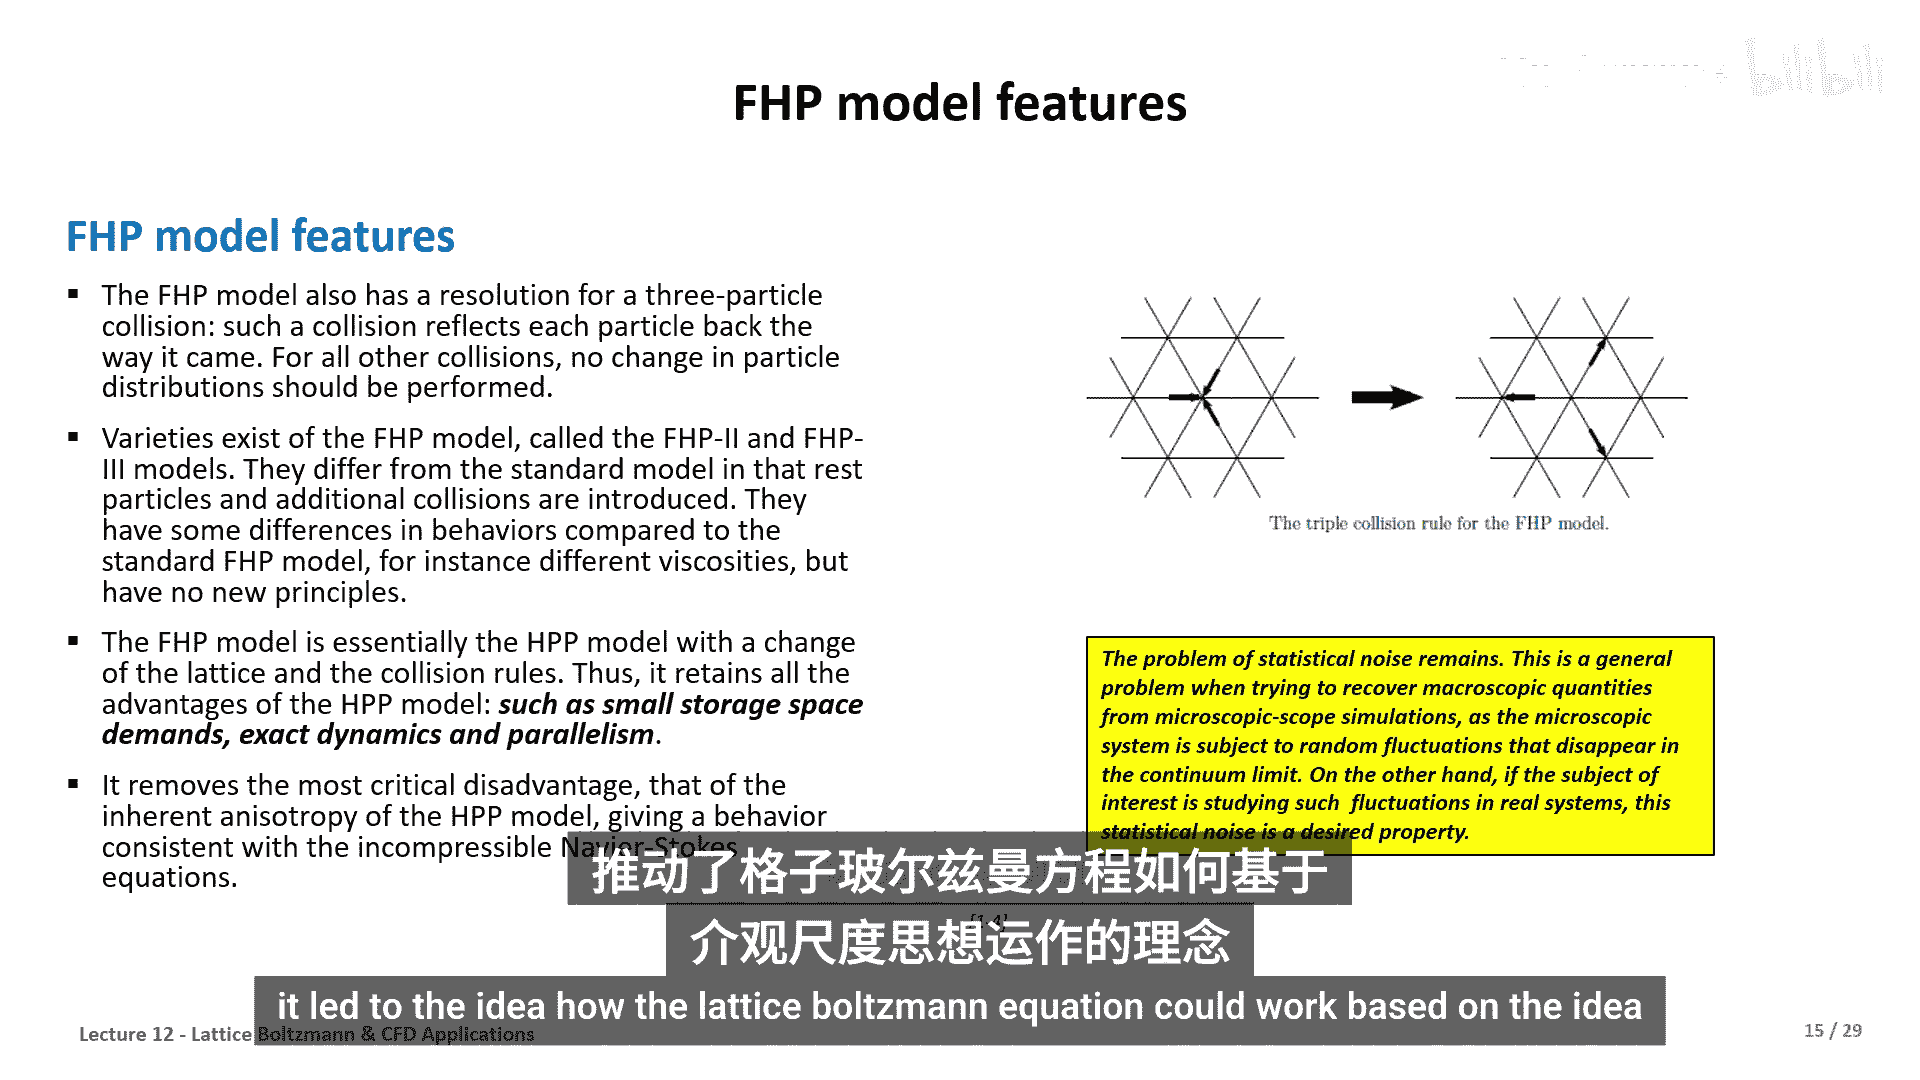 bilibili
FHP model features
FHP model features
▪ The FHP model also has a resolution for a three-particle
collision: such a collision reflects each particle back the
way it came. For all other collisions, no change in particle
distributions should be performed.
▪ Varieties exist of the FHP model, called the FHP-II and FHP-
III models. They differ from the standard model in that rest
particles and additional collisions are introduced. They
have some differences in behaviors compared to the
standard FHP model, for instance different viscosities, but
have no new principles.
▪ The FHP model is essentially the HPP model with a change
of the lattice and the collision rules. Thus, it retains all the
advantages of the HPP model: such as small storage space
demands, exact dynamics and parallelism.
▪ It removes the most critical disadvantage, that of the
inherent anisotropy of the HPP model, giving a behavior
consistent with the incompressible Navier-Stokes
equations.
The triple collision rule for the FHP model.
The problem of statistical noise remains. This is a general
problem when trying to recover macroscopic quantities
from microscopic-scope simulations, as the microscopic
system is subject to random fluctuations that disappear in
the continuum limit. On the other hand, if the subject of
interest is studying such fluctuations in real systems, this
statistical noise is a desired property.
推动了格子玻尔兹曼方程如何基于
介观尺度思想运作的理念
it led to the idea how the lattice boltzmann equation could work based on the idea
Lecture 12 - Lattice Boltzmann & CFD Applications
15 / 29